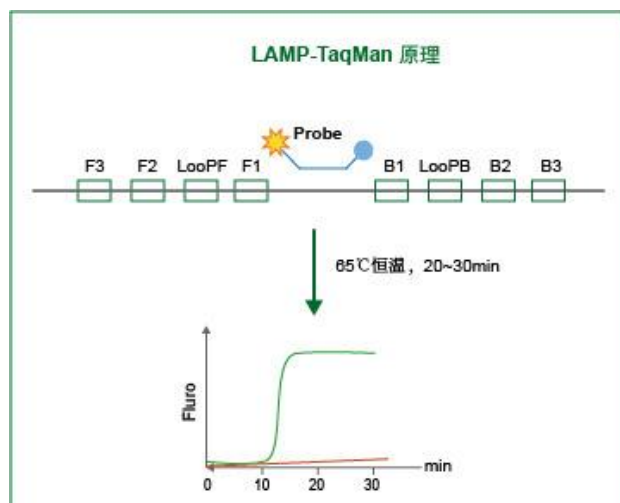 LAMP-TaqMan 原理
Probe
F3 F2 LooPF F1 B1 LooPB B2 B3
65℃恒温，20~30min
Fluro
min
0 10 20 30